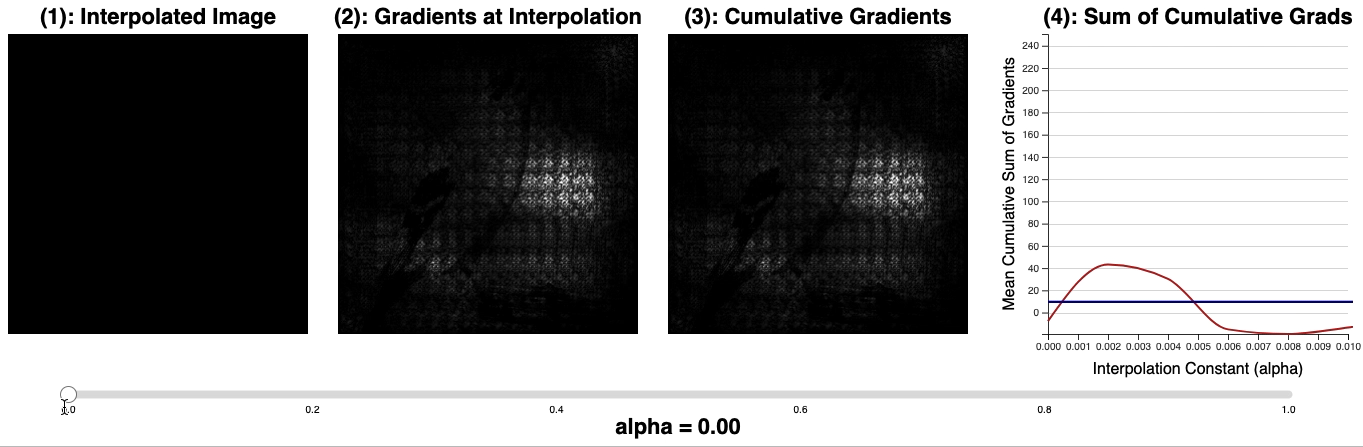 (1): Interpolated Image
(2): Gradients at Interpolation
(3): Cumulative Gradients
(4): Sum of Cumulative Grads
Mean Cumulative Sum of Gradients
240
220
200
180
160
140
120
100
80
60
40
20
0
0.000 0.001 0.002 0.003 0.004 0.005 0.006 0.007 0.008 0.009 0.010
Interpolation Constant (alpha)
0.0 0.2 0.4 0.6 0.8 1.0
alpha = 0.00